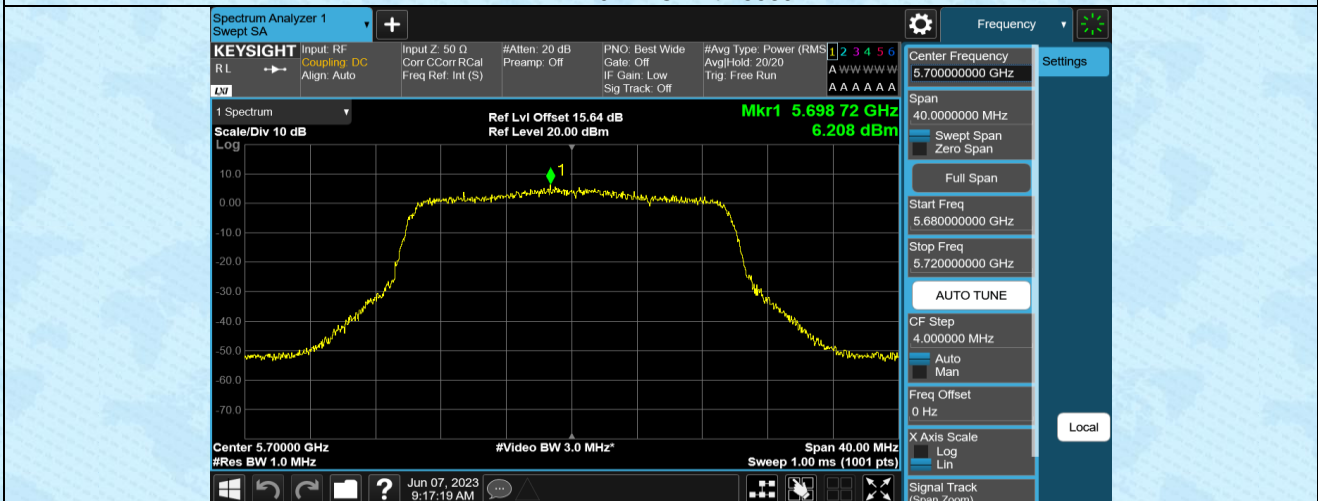 Spectrum Analyzer 1
Swept SA
Frequency
KEYSIGHT
RL
LXI
Input: RF
Coupling: DC
Align: Auto
Input Z: 50 Ω
Corr CCorr RCal
Freq Ref: Int (S)
#Atten: 20 dB
Preamp: Off
PNO: Best Wide
Gate: Off
IF Gain: Low
Sig Track: Off
#Avg Type: Power (RMS
Avg|Hold: 20/20
Trig: Free Run
1 2 3 4 5 6
A W W W W W
A A A A A A
Center Frequency
5.700000000 GHz
Settings
1 Spectrum
Scale/Div 10 dB
Ref Lvl Offset 15.64 dB
Ref Level 20.00 dBm
Mkr1 5.698 72 GHz
6.208 dBm
Log
10.0
0.00
-10.0
-20.0
-30.0
-40.0
-50.0
-60.0
-70.0
1
Center 5.70000 GHz
#Res BW 1.0 MHz
#Video BW 3.0 MHz*
Span 40.00 MHz
Sweep 1.00 ms (1001 pts)
Span
40.0000000 MHz
Swept Span
Zero Span
Full Span
Start Freq
5.680000000 GHz
Stop Freq
5.720000000 GHz
AUTO TUNE
CF Step
4.000000 MHz
Auto
Man
Freq Offset
0 Hz
X Axis Scale
Log
Lin
Signal Track
(Span Zoom)
Local
?
Jun 07, 2023
9:17:19 AM